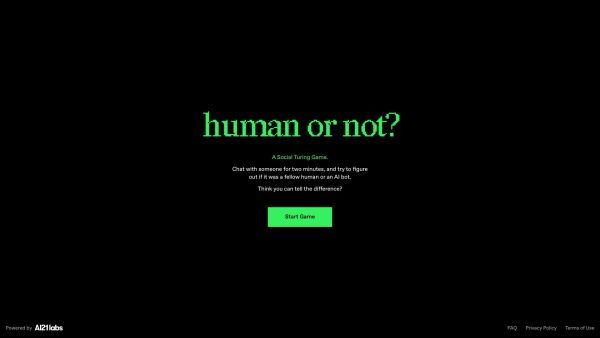 human or not?
A Social Turing Game.
Chat with someone for two minutes, and try to figure
out if it was a fellow human or an AI bot.
Think you can tell the difference?
Start Game
Powered by AI21labs
FAQ Privacy Policy Terms of Use